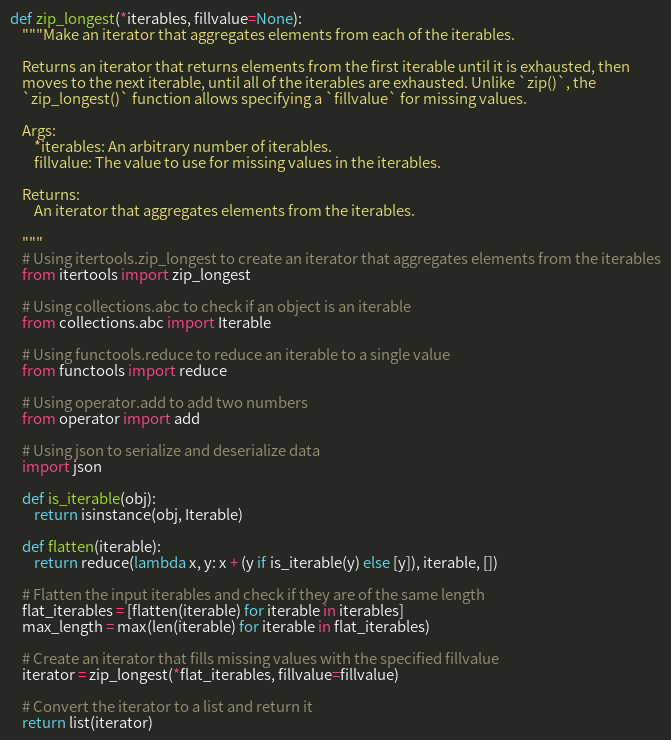 def zip_longest(*iterables, fillvalue=None):
"""Make an iterator that aggregates elements from each of the iterables.
Returns an iterator that returns elements from the first iterable until it is exhausted, then
moves to the next iterable, until all of the iterables are exhausted. Unlike `zip()`, the
`zip_longest()` function allows specifying a `fillvalue` for missing values.
Args:
*iterables: An arbitrary number of iterables.
fillvalue: The value to use for missing values in the iterables.
Returns:
An iterator that aggregates elements from the iterables.
"""
# Using itertools.zip_longest to create an iterator that aggregates elements from the iterables
from itertools import zip_longest
# Using collections.abc to check if an object is an iterable
from collections.abc import Iterable
# Using functools.reduce to reduce an iterable to a single value
from functools import reduce
# Using operator.add to add two numbers
from operator import add
# Using json to serialize and deserialize data
import json
def is_iterable(obj):
return isinstance(obj, Iterable)
def flatten(iterable):
return reduce(lambda x, y: x + (y if is_iterable(y) else [y]), iterable, [])
# Flatten the input iterables and check if they are of the same length
flat_iterables = [flatten(iterable) for iterable in iterables]
max_length = max(len(iterable) for iterable in flat_iterables)
# Create an iterator that fills missing values with the specified fillvalue
iterator = zip_longest(*flat_iterables, fillvalue=fillvalue)
# Convert the iterator to a list and return it
return list(iterator)